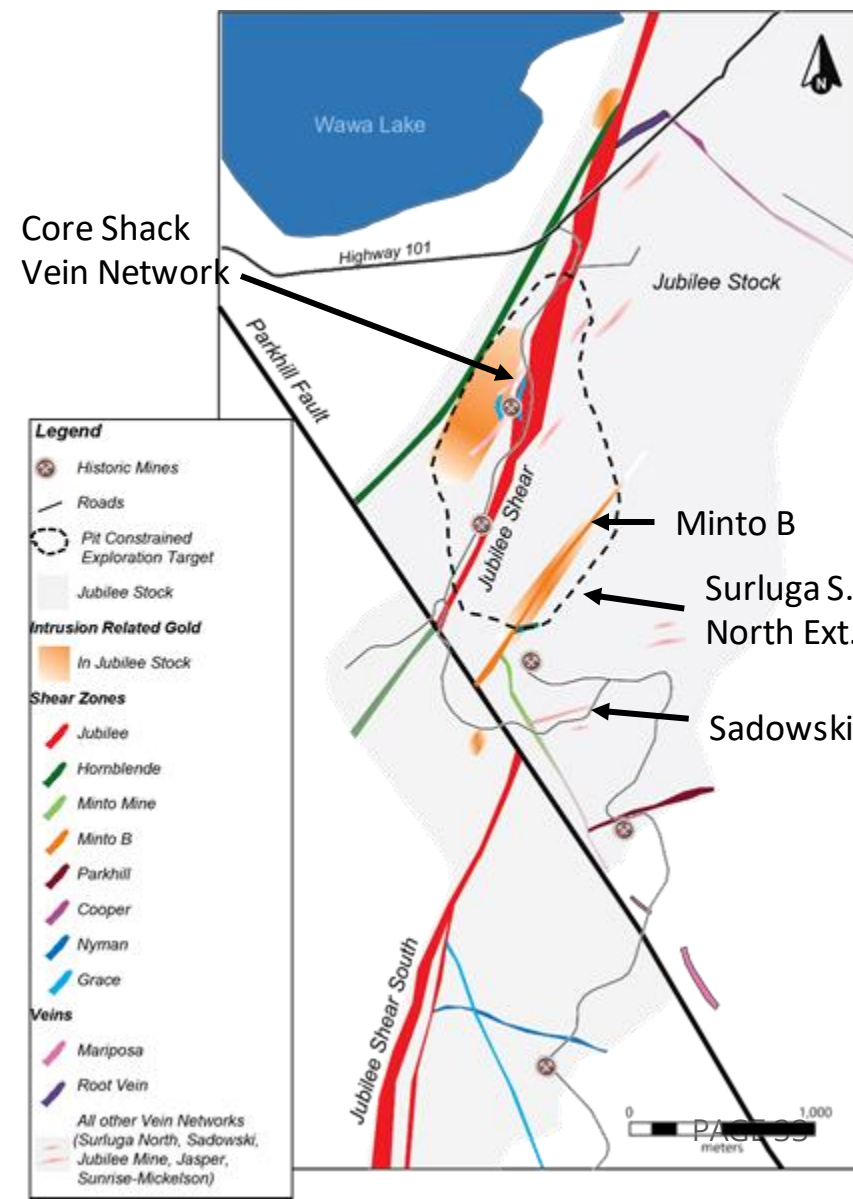 N
Wawa Lake
Core Shack
Vein Network
Highway 101
Jubilee Stock
Parkhill Fault
Jubilee Shear
Minto B
Surluga S.
North Ext.
Sadowski
Jubilee Shear South
Legend
Historic Mines
Roads
Pit Constrained
Exploration Target
Jubilee Stock
Intrusion Related Gold
In Jubilee Stock
Shear Zones
Jubilee
Hornblende
Minto Mine
Minto B
Parkhill
Cooper
Nyman
Grace
Veins
Mariposa
Root Vein
All other Vein Networks
(Surluga North, Sadowski,
Jubilee Mine, Jasper,
Sunrise-Mickelson)
0 1,000
meters